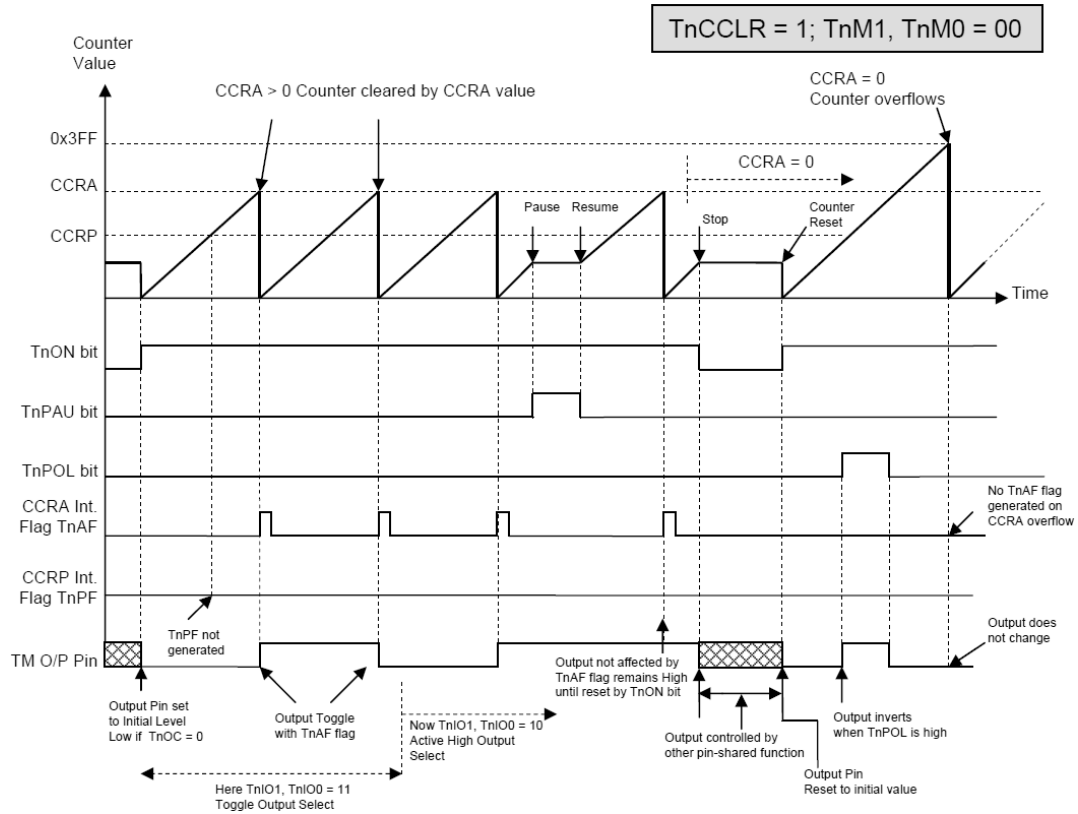 TnCCLR = 1; TnM1, TnM0 = 00
Counter
Value
CCRA > 0 Counter cleared by CCRA value
CCRA = 0
Counter overflows
0x3FF
CCRA = 0
CCRA
Pause
Resume
Stop
Counter
Reset
CCRP
Time
TnON bit
TnPAU bit
TnPOL bit
CCRA Int.
Flag TnAF
No TnAF flag
generated on
CCRA overflow
CCRP Int.
Flag TnPF
TnPF not
generated
Output does
not change
TM O/P Pin
Output not affected by
TnAF flag remains High
until reset by TnON bit
Output Pin set
to Initial Level
Low if TnOC = 0
Output Toggle
with TnAF flag
Now TnIO1, TnIO0 = 10
Active High Output
Select
Output controlled by
other pin-shared function
Output inverts
when TnPOL is high
Output Pin
Reset to initial value
Here TnIO1, TnIO0 = 11
Toggle Output Select